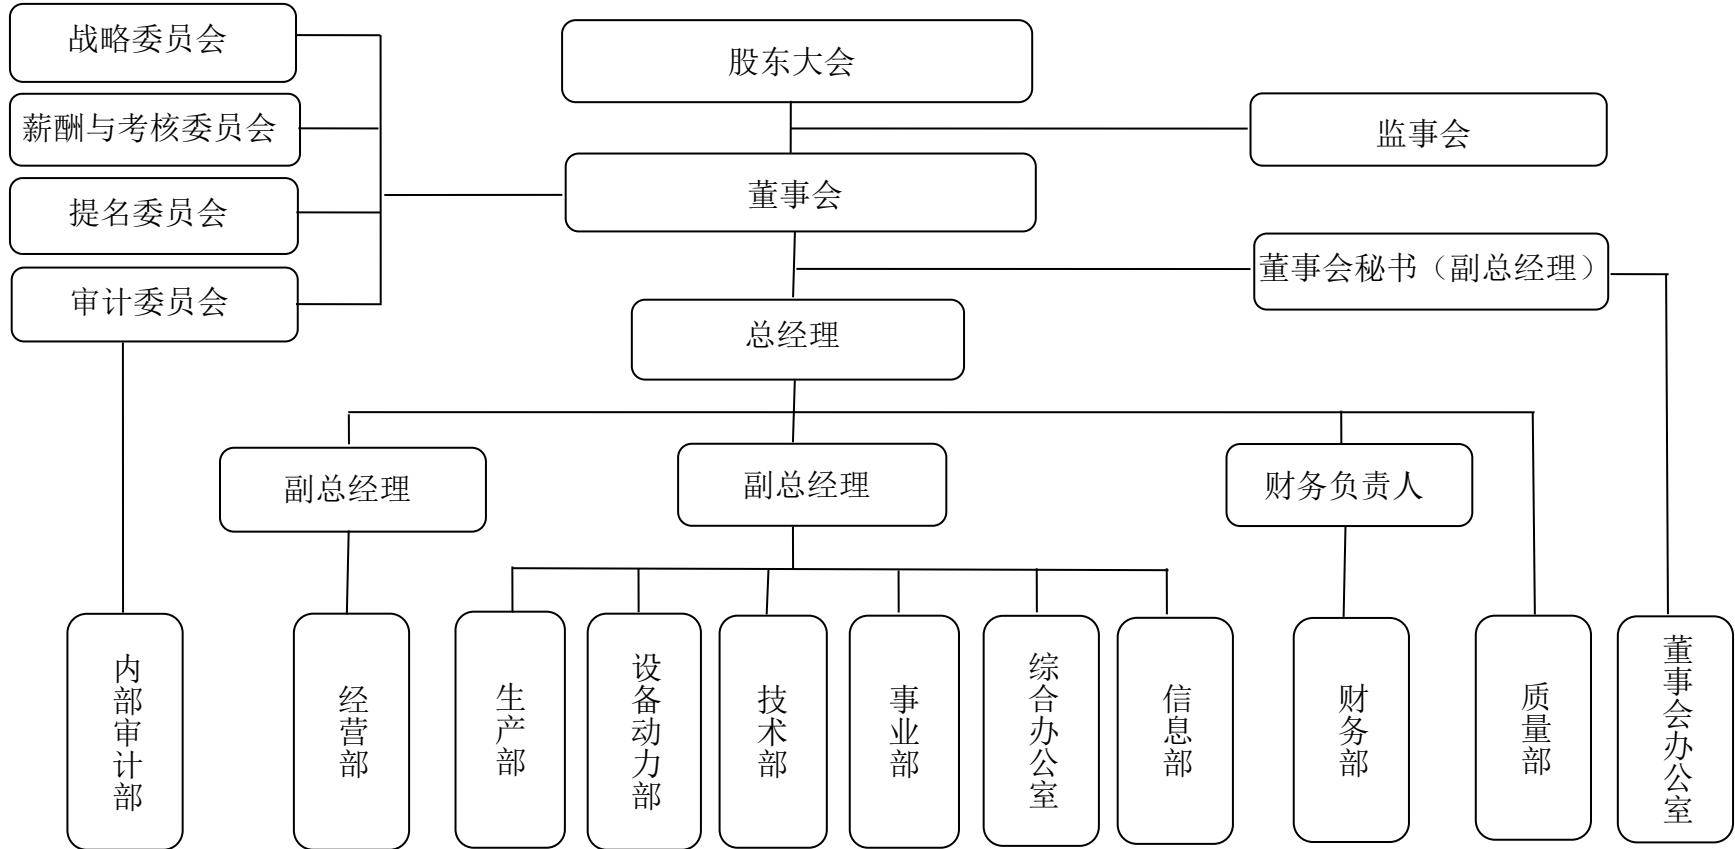 战略委员会
股东大会
薪酬与考核委员会
监事会
董事会
提名委员会
董事会秘书（副总经理）
审计委员会
总经理
副总经理
副总经理
财务负责人
内部审计部
经营部
生产部
设备动力部
技术部
事业部
综合办公室
信息部
财务部
质量部
董事会办公室